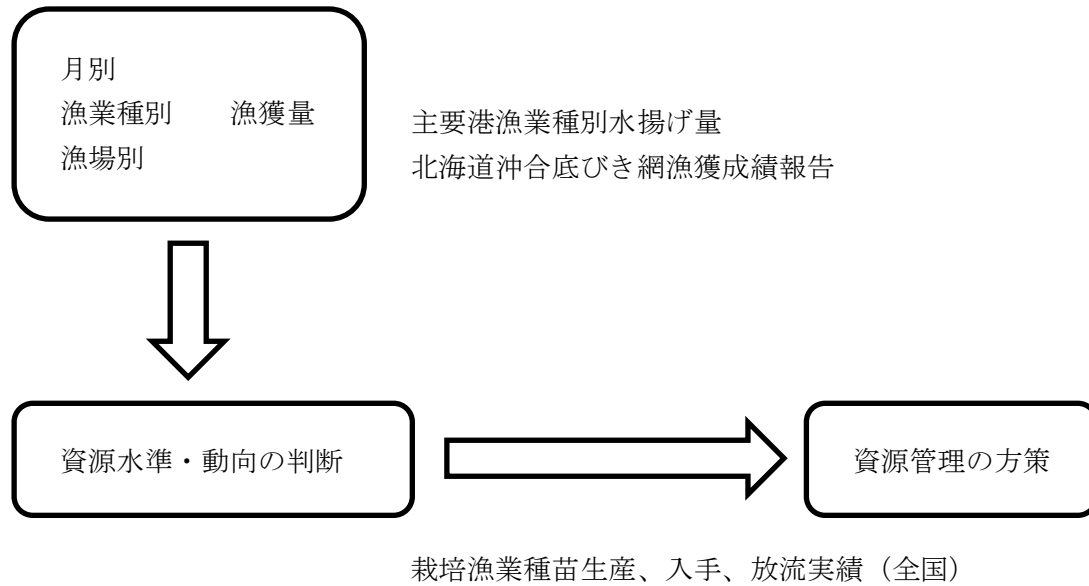 月別
漁業種別　　漁獲量
漁場別
主要港漁業種別水揚げ量
北海道沖合底びき網漁獲成績報告
資源水準・動向の判断
資源管理の方策
栽培漁業種苗生産、入手、放流実績（全国）